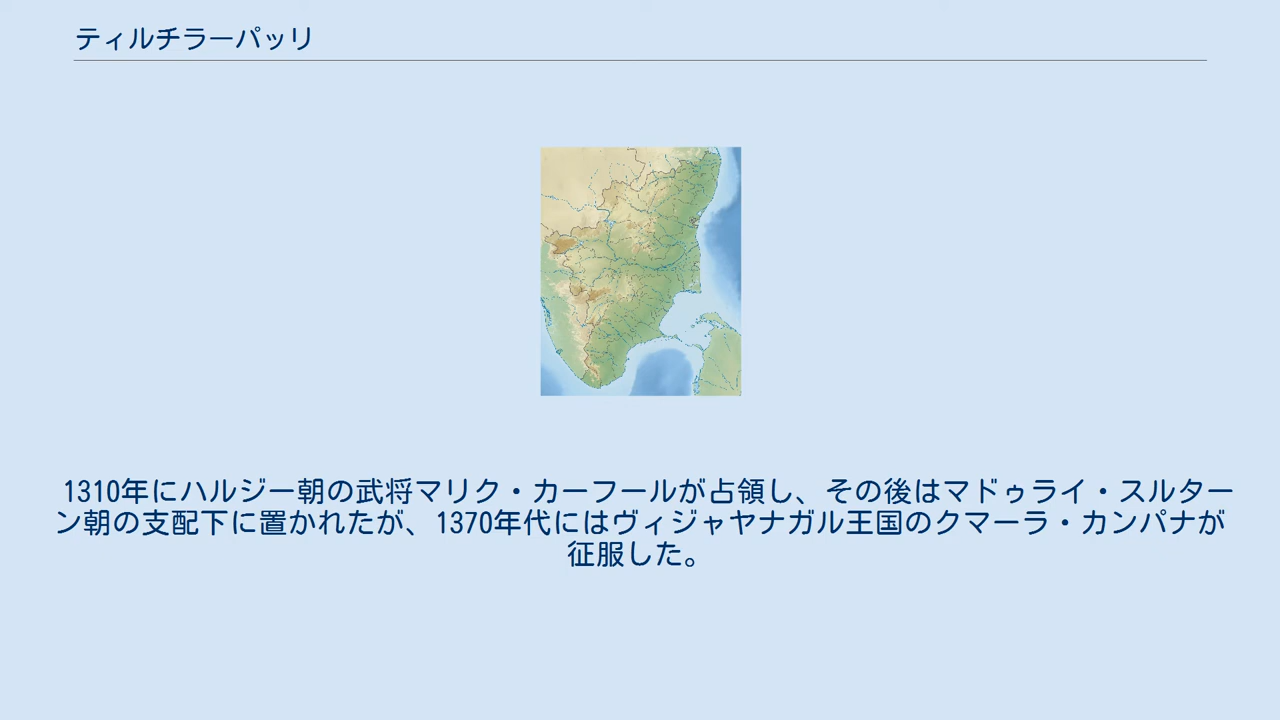 ティルチラーパッリ
1310年にハルジー朝の武将マリク・カーフールが占領し、その後はマドゥライ・スルター
ン朝の支配下に置かれたが、1370年代にはヴィジャヤナガル王国のクマーラ・カンパナが
征服した。